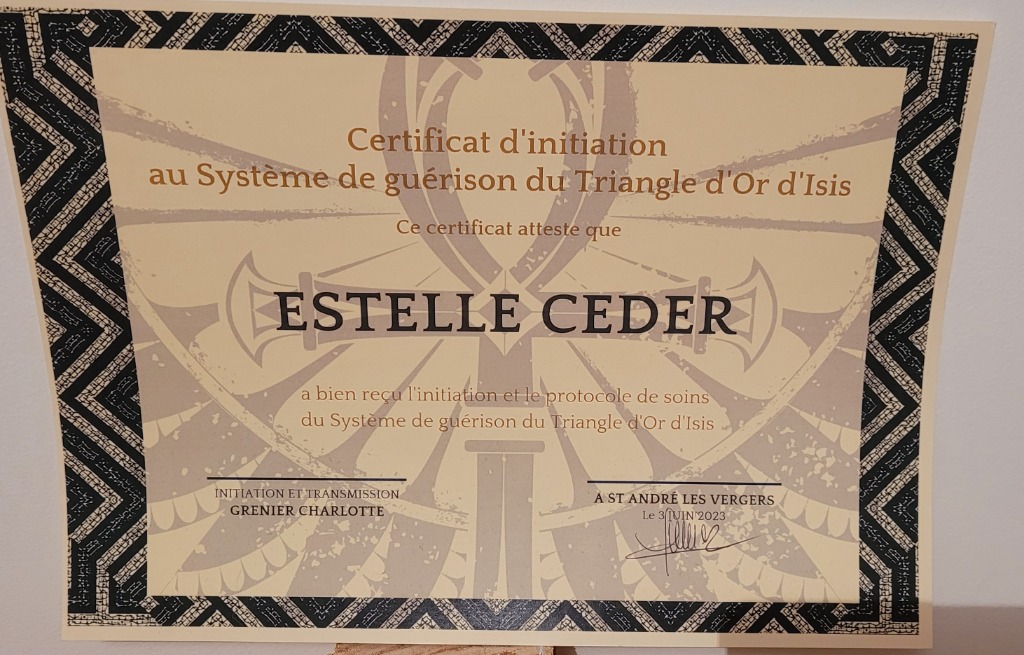 Certificat d'initiation
au Système de guérison du Triangle d'Or d'Isis
Ce certificat atteste que
ESTELLE CEDER
a bien reçu l'initiation et le protocole de soins
du Système de guérison du Triangle d'Or d'Isis
INITIATION ET TRANSMISSION
GRENIER CHARLOTTE
A ST ANDRÉ LES VERGERS
Le 3 JUIN 2023